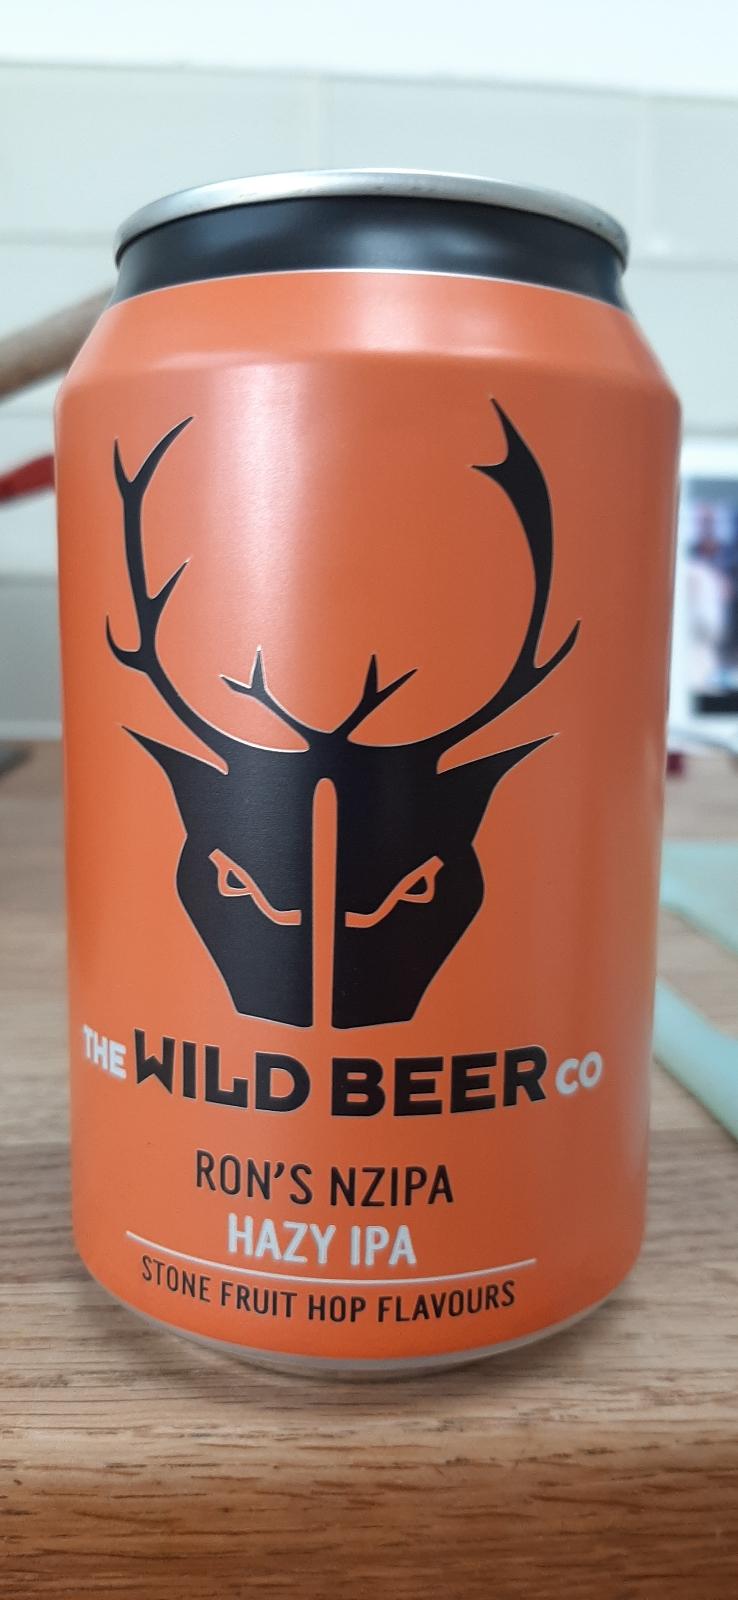 THE WILD BEER CO
RON'S NZIPA
HAZY IPA
STONE FRUIT HOP FLAVOURS